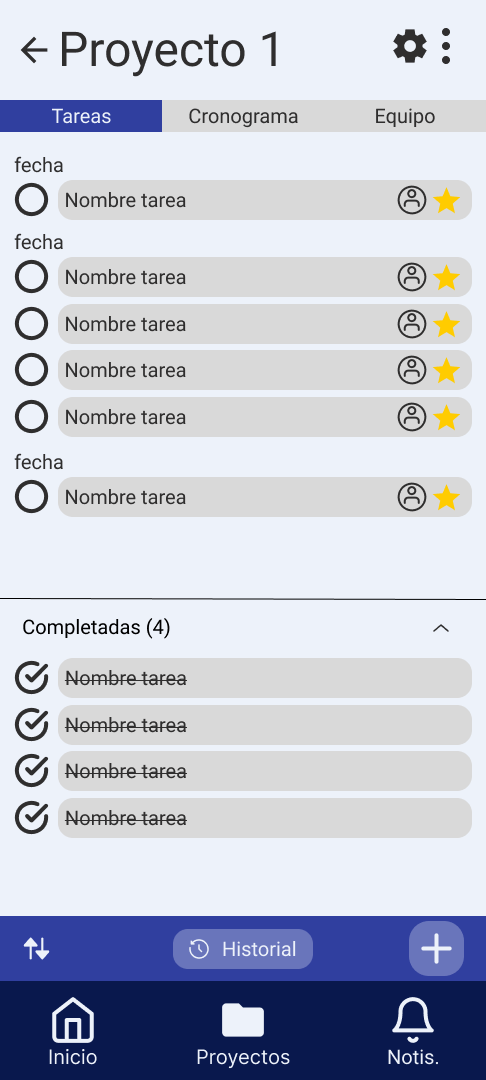 Proyecto 1
Tareas Cronograma Equipo
fecha
Nombre tarea
fecha
Nombre tarea
Nombre tarea
Nombre tarea
Nombre tarea
fecha
Nombre tarea
Completadas (4)
Nombre tarea
Nombre tarea
Nombre tarea
Nombre tarea
Historial
Inicio Proyectos Notis.